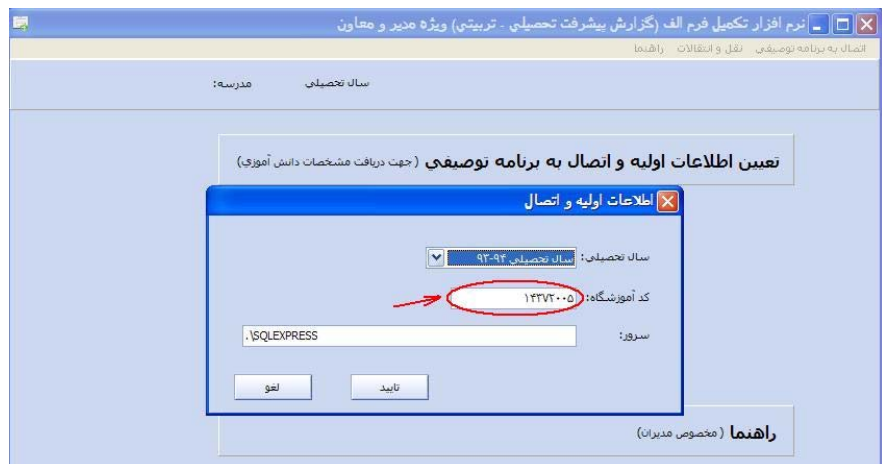 نرم افزار تکمیل فرم الف (گزارش پیشرفت تحصیلی - تربیتی) ویژه مدیر و معاون
اتصال به برنامه توصیفی   نقل و انتقالات   راهنما
سال تحصیلی   مدرسه:
تعیین اطلاعات اولیه و اتصال به برنامه توصیفی (جهت دریافت مشخصات دانش آموزی)
اطلاعات اولیه و اتصال
سال تحصیلی: سال تحصیلی ۹۴-۹۳
کد آموزشگاه: ۱۴۳۷۲۰۰۵
سرور: .\SQLEXPRESS
تایید   لغو
راهنما (مخصوص مدیران)